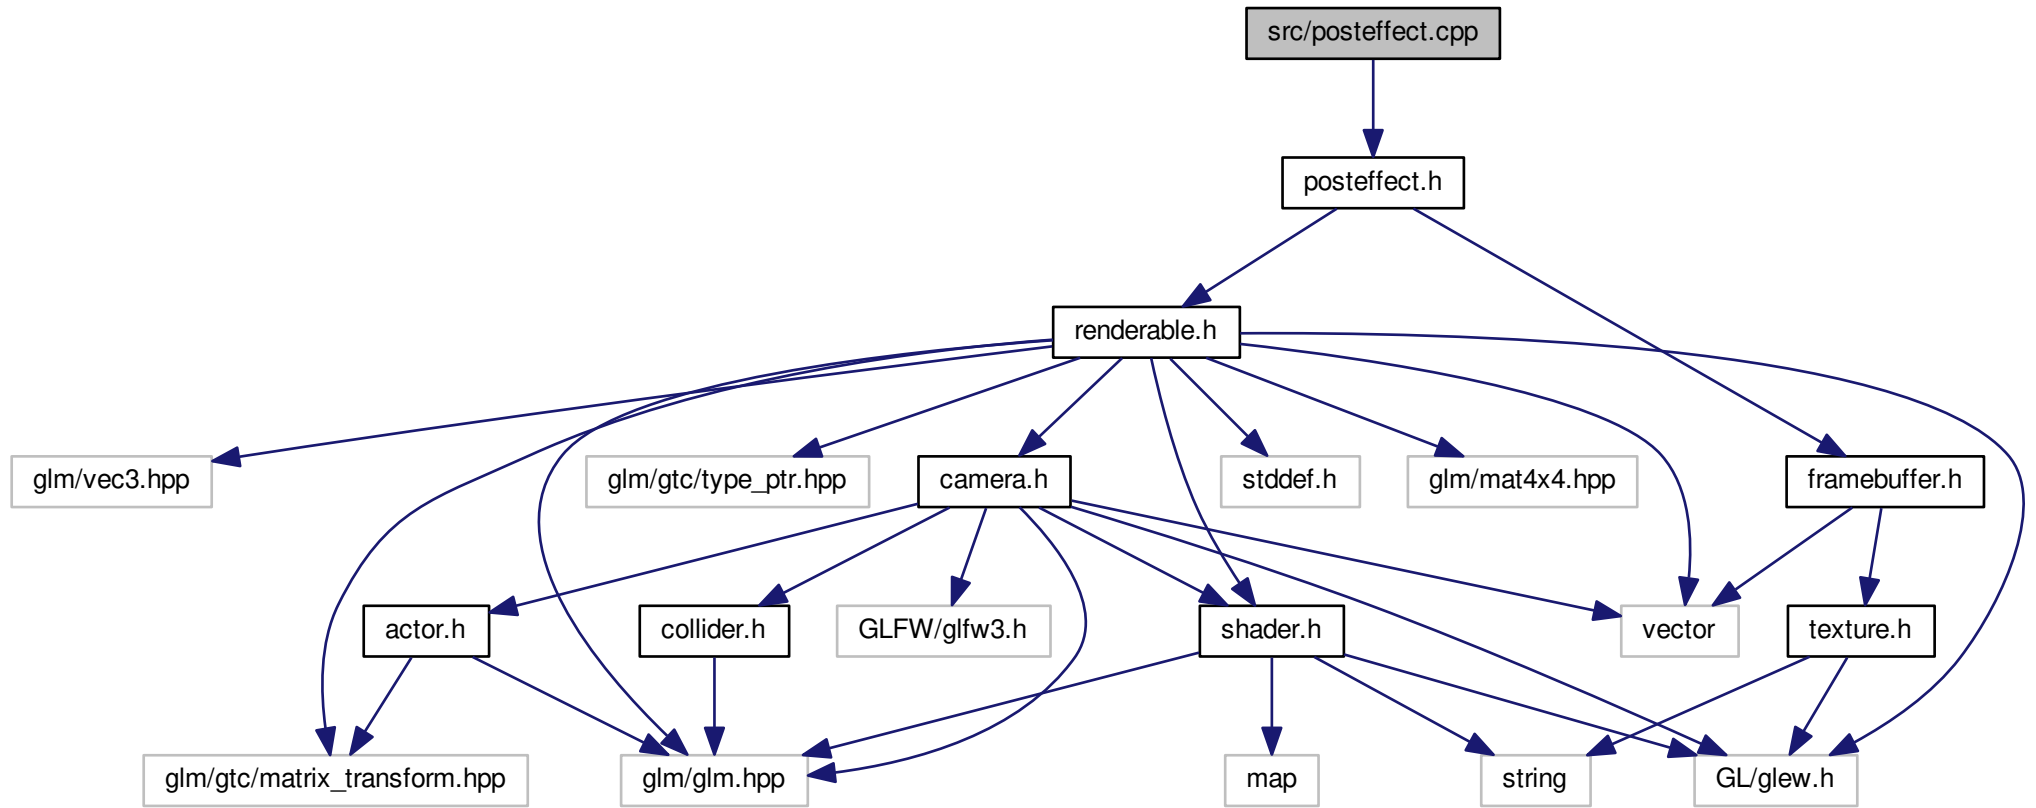 src/posteffect.cpp
posteffect.h
renderable.h
glm/vec3.hpp
glm/gtc/type_ptr.hpp
camera.h
stddef.h
glm/mat4x4.hpp
framebuffer.h
actor.h
collider.h
GLFW/glfw3.h
shader.h
vector
texture.h
glm/gtc/matrix_transform.hpp
glm/glm.hpp
map
string
GL/glew.h